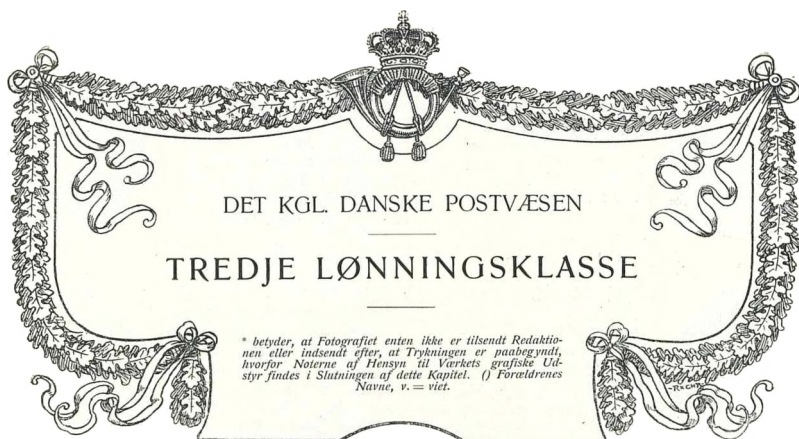 DET KGL. DANSKE POSTVÆSEN
TREDJE LØNNINGSKLASSE
* betyder, at Fotografiet enten ikke er tilsendt Redaktio-
nen eller indsendt efter, at Trykningen er paabegyndt,
hvorfor Noterne af Hensyn til Værkets grafiske Ud-
styr findes i Slutningen af dette Kapitel. () Forældrenes
Navne, v. = viet.